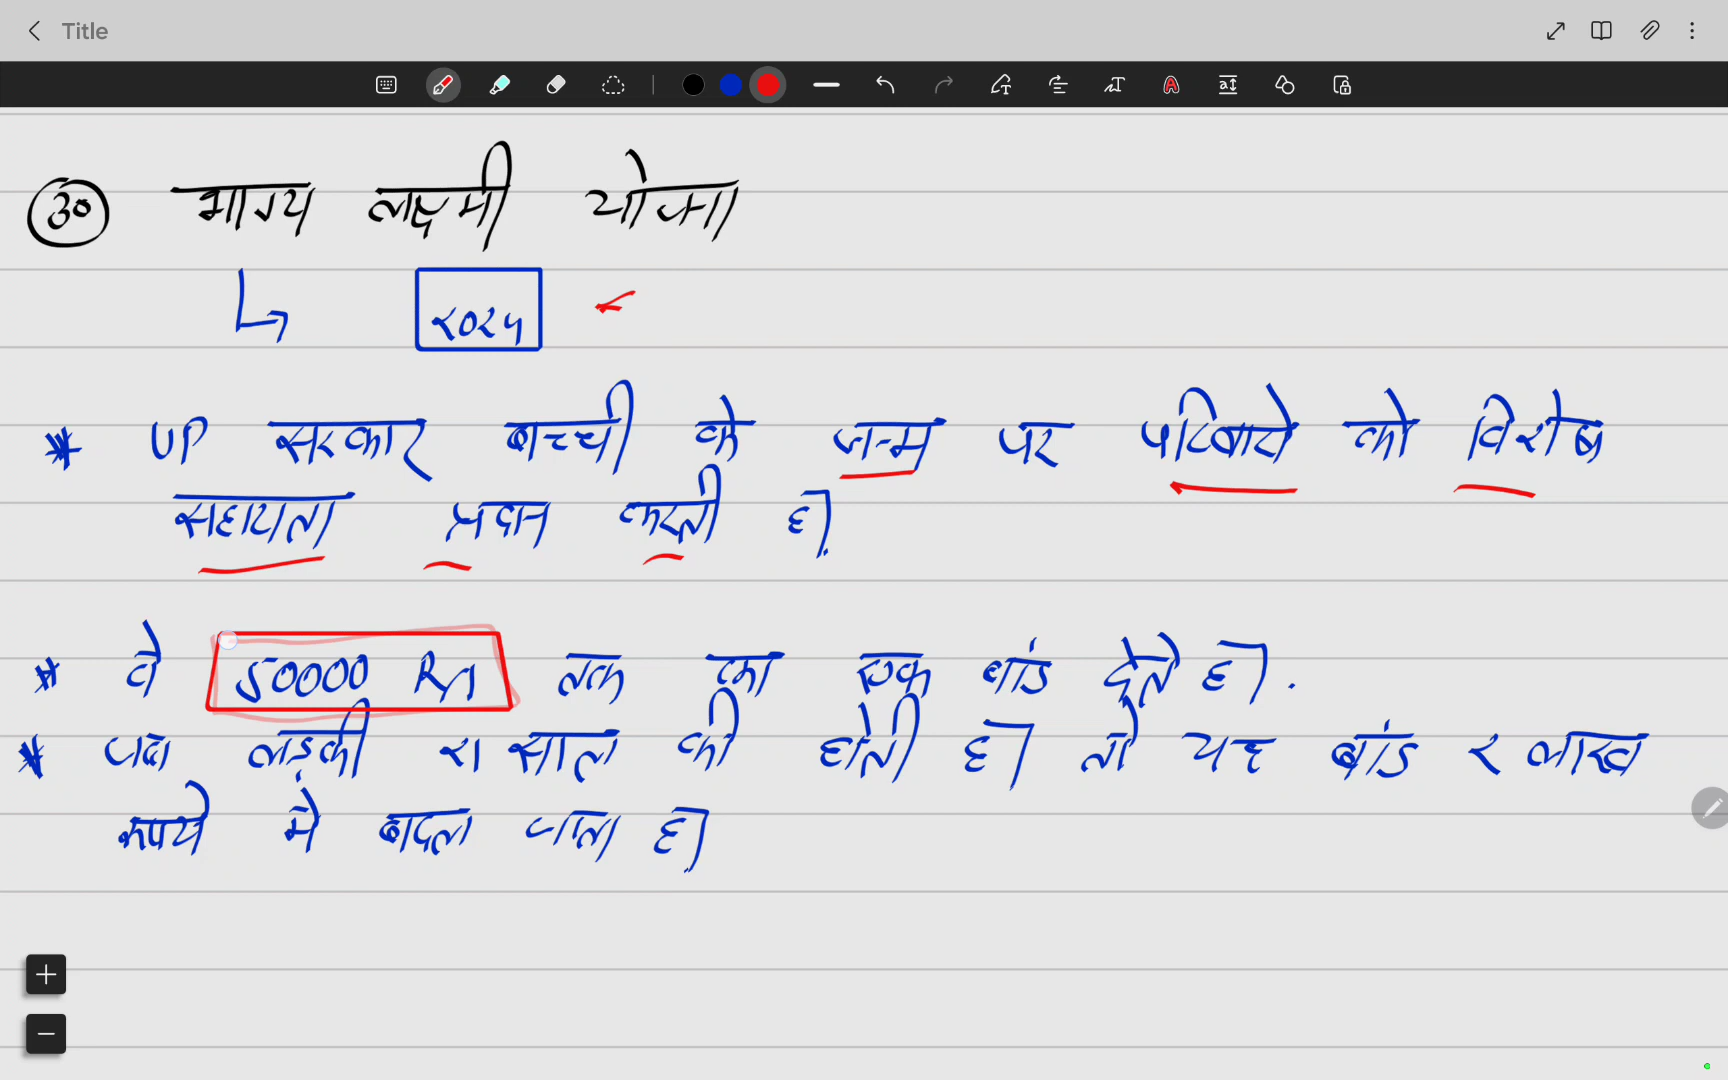 Title
३० भाग्य लक्ष्मी योजना
२०२५
* UP सरकार बच्ची के जन्म पर परिवारो को विशेष
सहायता प्रदान करती है।
* वे 50000 Rs तक का एक बांड देते है।.
* जब लड़की २१ साल की होती है। तो यह बांड २ लाख
रुपये में बदल जाता है।